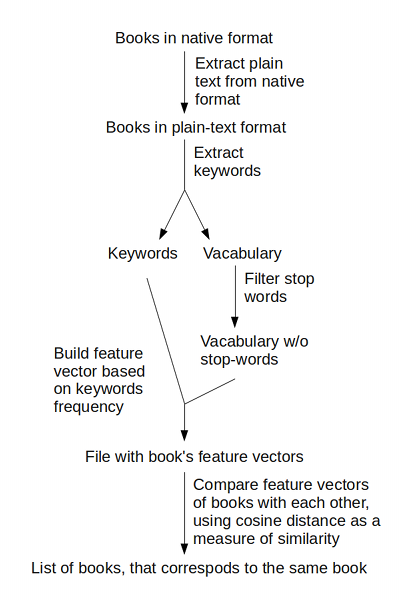 Books in native format
Extract plain
text from native
format
Books in plain-text format
Extract
keywords
Keywords
Vacabulary
Filter stop
words
Vacabulary w/o
stop-words
Build feature
vector based
on keywords
frequency
File with book's feature vectors
Compare feature vectors
of books with each other,
using cosine distance as a
measure of similarity
List of books, that correspods to the same book